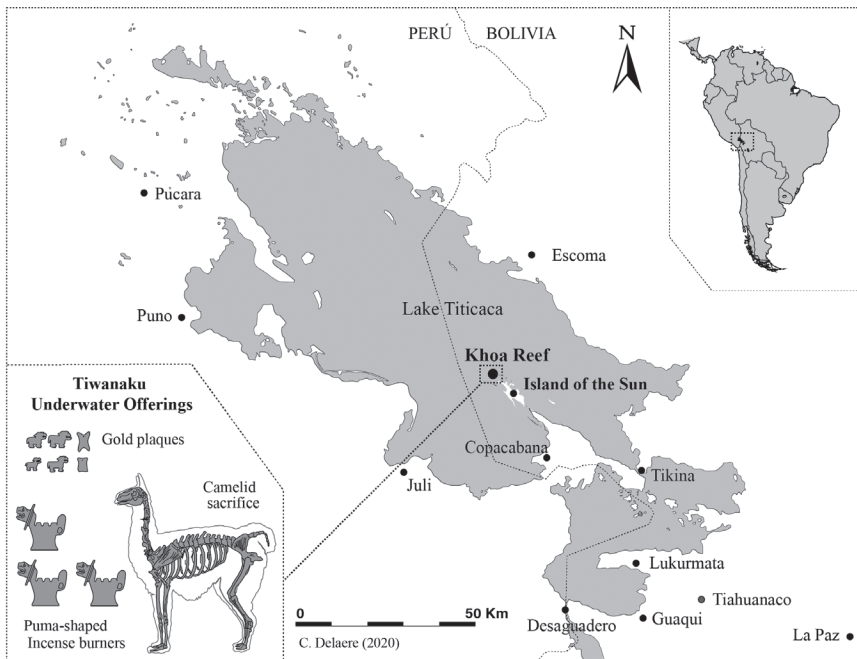 PERÚ BOLIVIA
N
Púcara
Escoma
Puno
Lake Titicaca
Khoa Reef
Island of the Sun
Copacabana
Juli
Tikina
Lukurmata
Tiahuanaco
Desaguadero
Guaqui
La Paz
Tiwanaku
Underwater Offerings
Gold plaques
Camelid
sacrifice
Puma-shaped
Incense burners
0 50 Km
C. Delaere (2020)